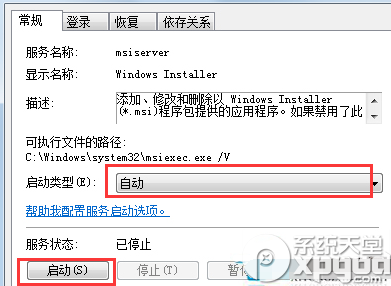 常规 登录 恢复 依存关系
服务名称: msiserver
显示名称: Windows Installer
描述: 添加、修改和删除以 Windows Installer
(*.msi)程序包提供的应用程序。如果禁用了此
可执行文件的路径:
C:\Windows\system32\msiexec.exe /V
启动类型(E): 自动
帮助我配置服务启动选项。
服务状态: 已停止
启动(S) 停止(T) 暂停
系统天堂